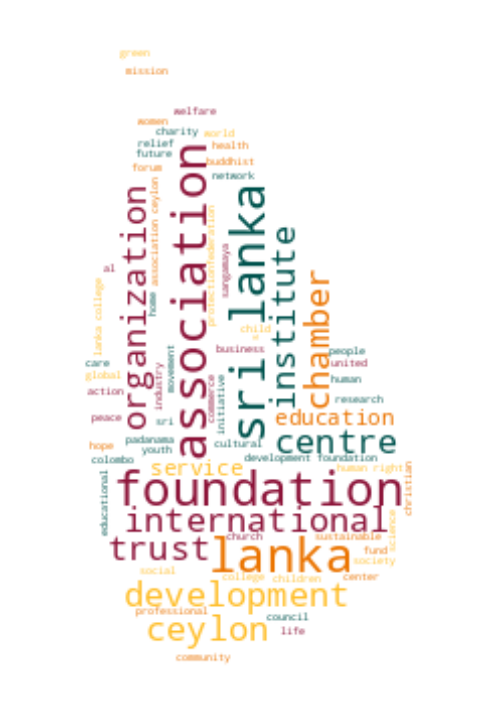 green
mission
welfare
women
charity
world
relief
health
future
buddhist
forum
network
association
sri lanka
organization
institute
chamber
association ceylon
protection
federation
sangamaya
al
lanka college
home
child
business
people
united
care
global
movement
industry
commerce
initiative
human
action
research
peace
sri
education
padanama
youth
cultural
centre
hope
colombo
development foundation
service
human right
christian
educational
foundation
international
science
church
sustainable
trust
lanka
fund
society
social
college
children
center
development
professional
council
ceylon
life
community